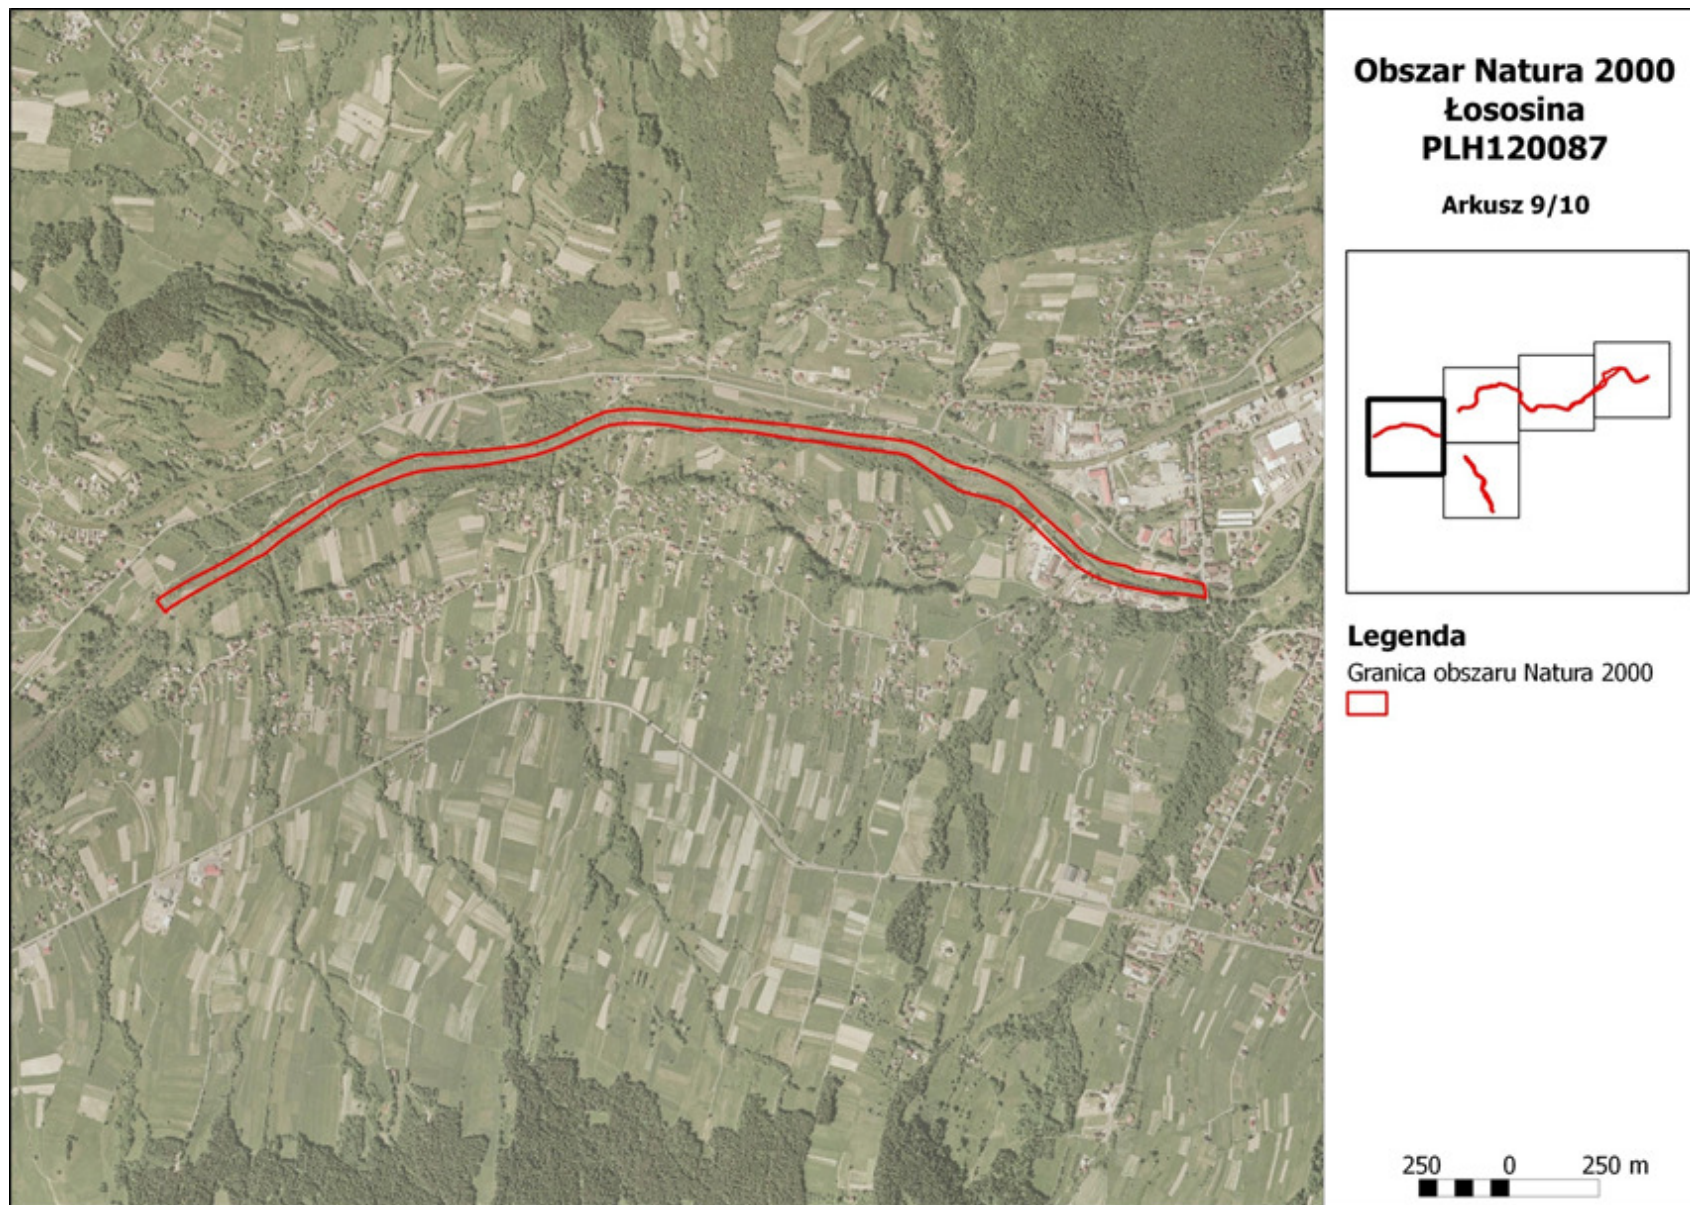 Obszar Natura 2000
Łososina
PLH120087
Arkusz 9/10
Legenda
Granica obszaru Natura 2000
250 0 250 m